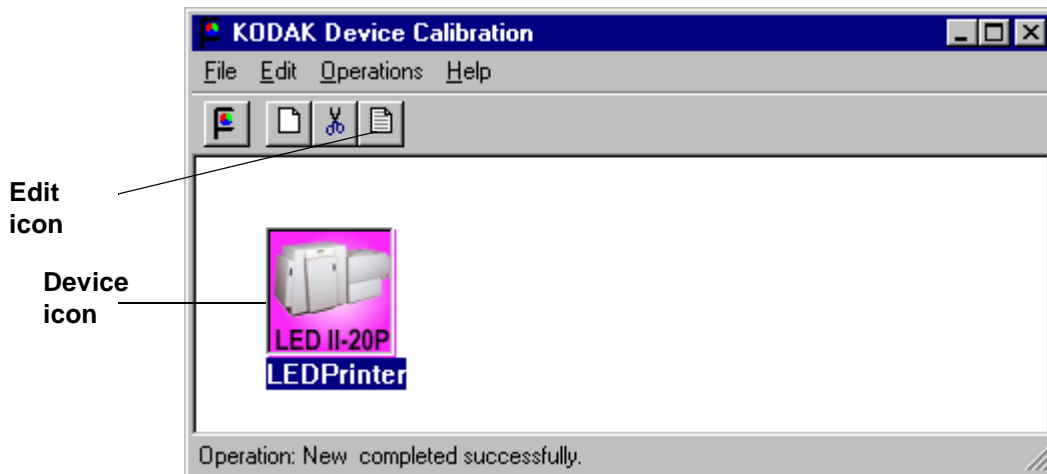 KODAK Device Calibration
File Edit Operations Help
Edit
icon
Device
icon
LED II-20P
LEDPrinter
Operation: New completed successfully.